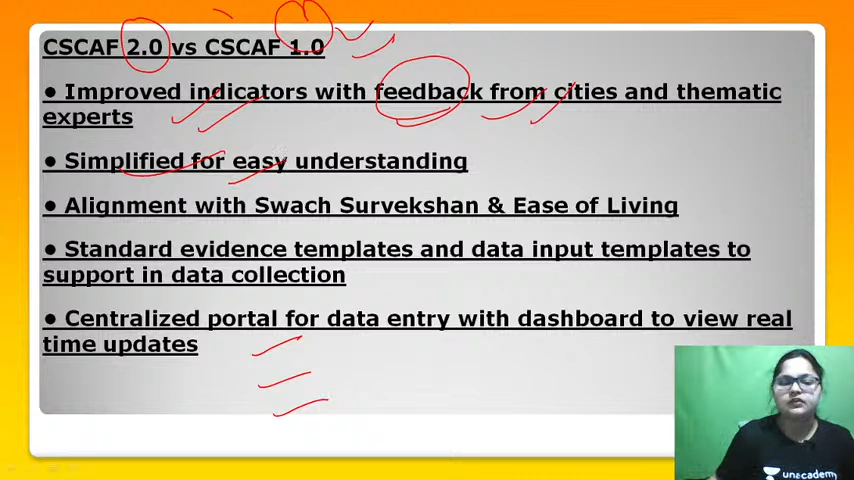 CSCAF 2.0 vs CSCAF 1.0
● Improved indicators with feedback from cities and thematic
experts
● Simplified for easy understanding
● Alignment with Swach Survekshan & Ease of Living
● Standard evidence templates and data input templates to
support in data collection
● Centralized portal for data entry with dashboard to view real
time updates
unacademy